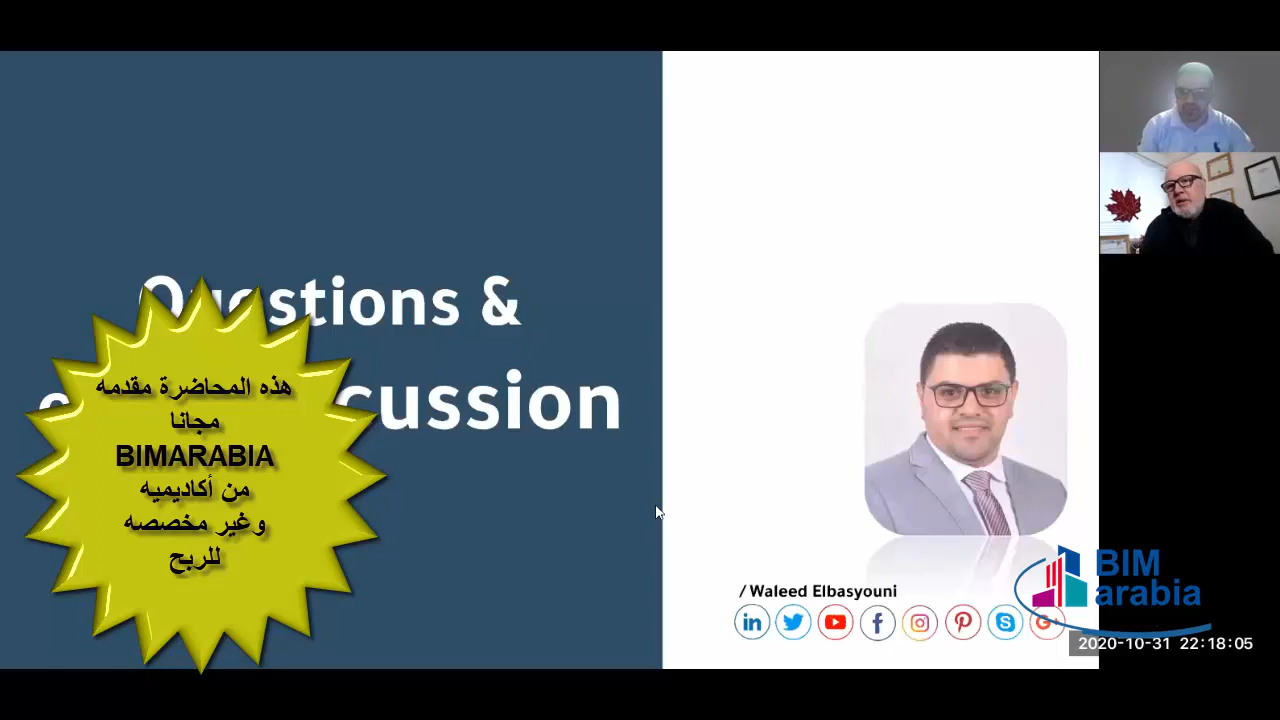 Questions &
cussion
هذه المحاضرة مقدمه
مجانا
BIMARABIA
من أكاديميه
وغير مخصصه
للربح
/ Waleed Elbasyouni
BIM
arabia
2020-10-31 22:18:05